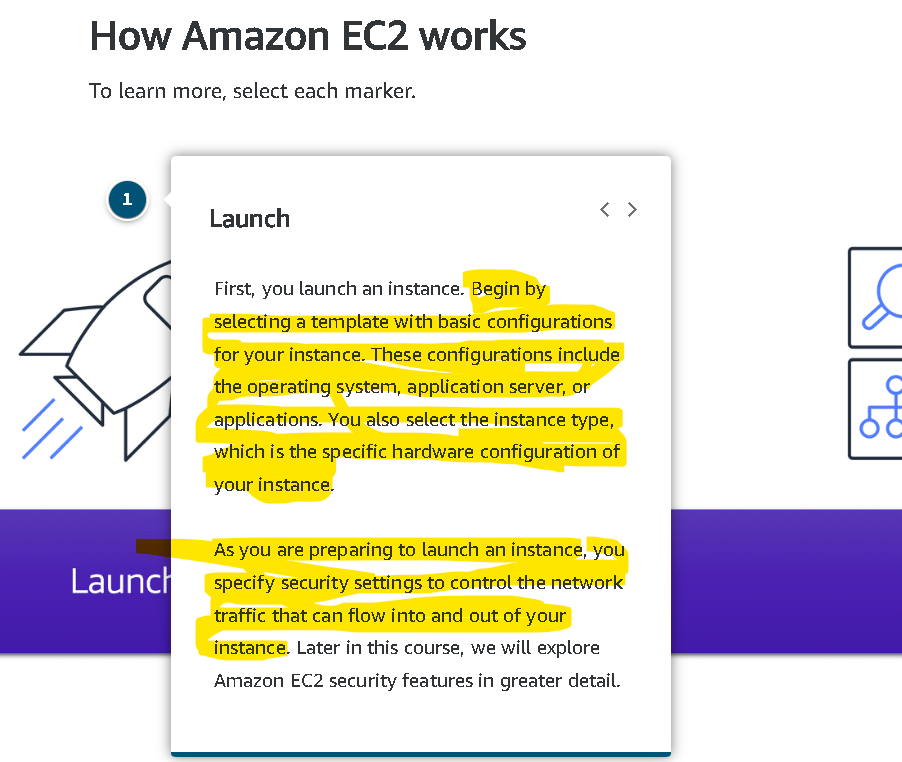 How Amazon EC2 works
To learn more, select each marker.
1
Launch
First, you launch an instance. Begin by
selecting a template with basic configurations
for your instance. These configurations include
the operating system, application server, or
applications. You also select the instance type,
which is the specific hardware configuration of
your instance.
As you are preparing to launch an instance, you
specify security settings to control the network
traffic that can flow into and out of your
instance. Later in this course, we will explore
Amazon EC2 security features in greater detail.
Launch